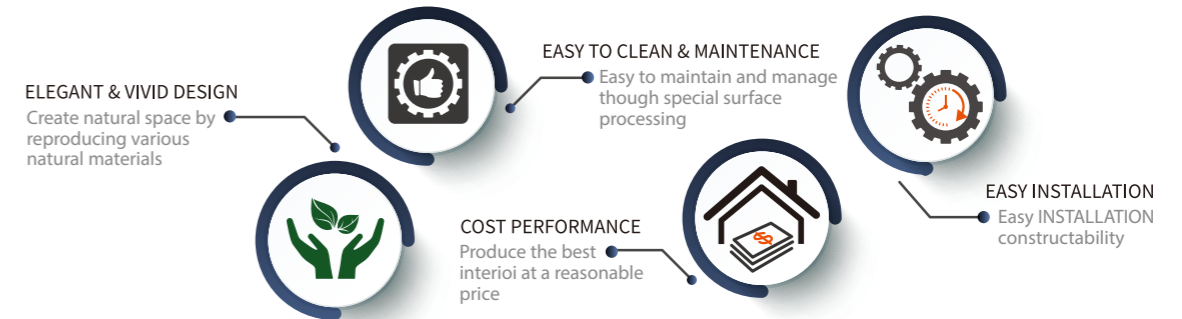 ELEGANT & VIVID DESIGN
Create natural space by
reproducing various
natural materials
EASY TO CLEAN & MAINTENANCE
Easy to maintain and manage
though special surface
processing
COST PERFORMANCE
Produce the best
interioi at a reasonable
price
$
EASY INSTALLATION
Easy INSTALLATION
constructability